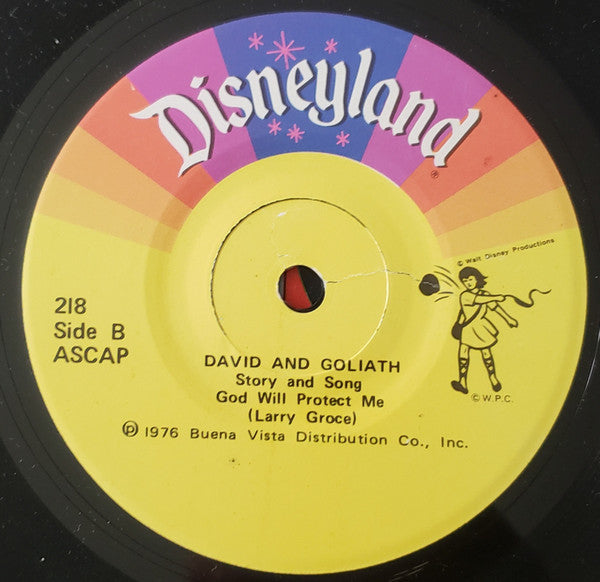 Disneyland
®
© Walt Disney Productions
218
Side B
ASCAP
DAVID AND GOLIATH
Story and Song
God Will Protect Me
(Larry Groce)
© W.P.C.
℗ 1976 Buena Vista Distribution Co., Inc.